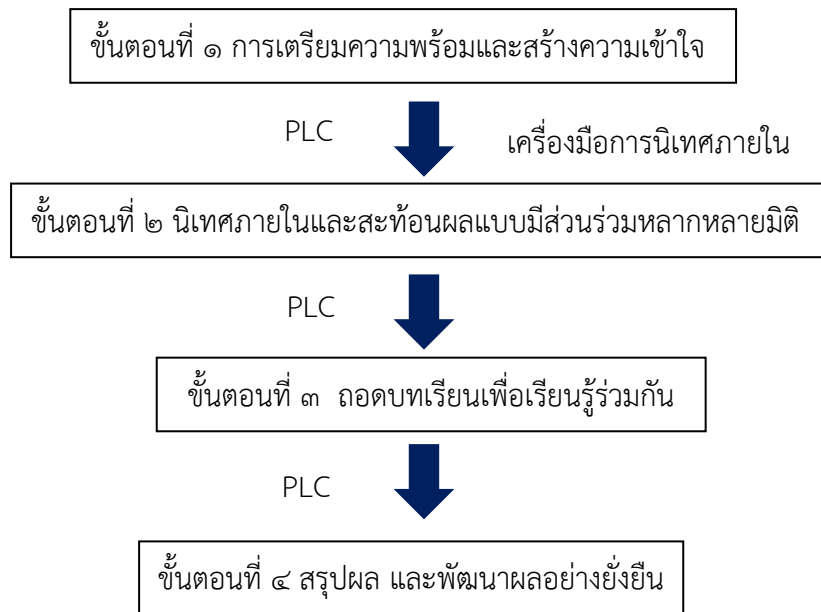 ขั้นตอนที่ ๑ การเตรียมความพร้อมและสร้างความเข้าใจ
PLC
เครื่องมือการนิเทศภายใน
ขั้นตอนที่ ๒ นิเทศภายในและสะท้อนผลแบบมีส่วนร่วมหลากหลายมิติ
PLC
ขั้นตอนที่ ๓ ถอดบทเรียนเพื่อเรียนรู้ร่วมกัน
PLC
ขั้นตอนที่ ๔ สรุปผล และพัฒนาผลอย่างยั่งยืน